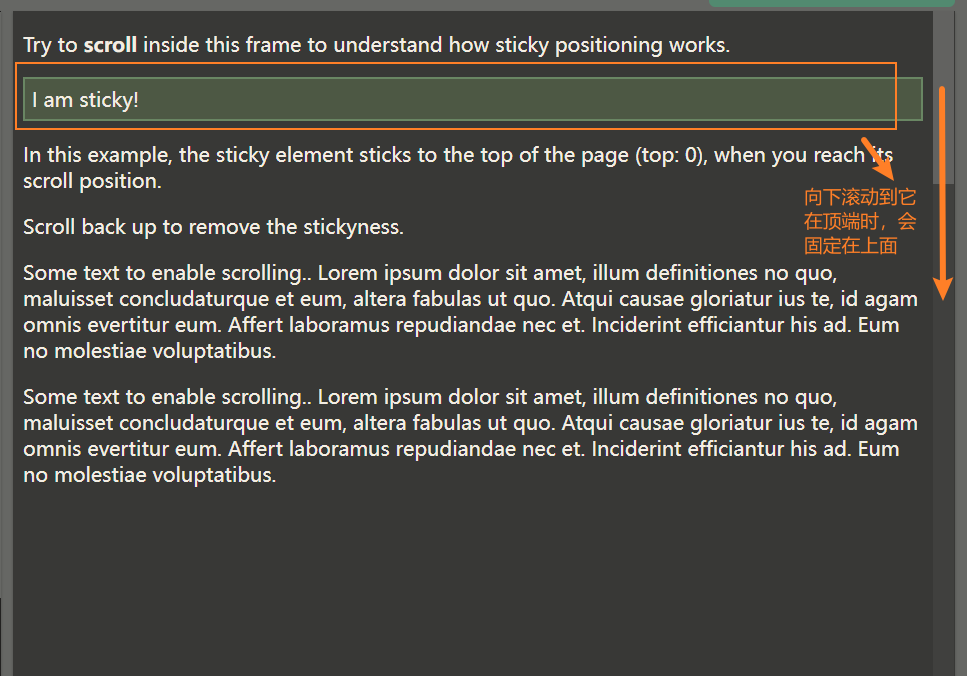 Try to scroll inside this frame to understand how sticky positioning works.
I am sticky!
In this example, the sticky element sticks to the top of the page (top: 0), when you reach its
scroll position.
向下滚动到它
在顶端时，会
固定在上面
Scroll back up to remove the stickyness.
Some text to enable scrolling.. Lorem ipsum dolor sit amet, illum definitiones no quo,
maluisset concludaturque et eum, altera fabulas ut quo. Atqui causae gloriatur ius te, id agam
omnis evertitur eum. Affert laboramus repudiandae nec et. Inciderint efficiantur his ad. Eum
no molestiae voluptatibus.
Some text to enable scrolling.. Lorem ipsum dolor sit amet, illum definitiones no quo,
maluisset concludaturque et eum, altera fabulas ut quo. Atqui causae gloriatur ius te, id agam
omnis evertitur eum. Affert laboramus repudiandae nec et. Inciderint efficiantur his ad. Eum
no molestiae voluptatibus.